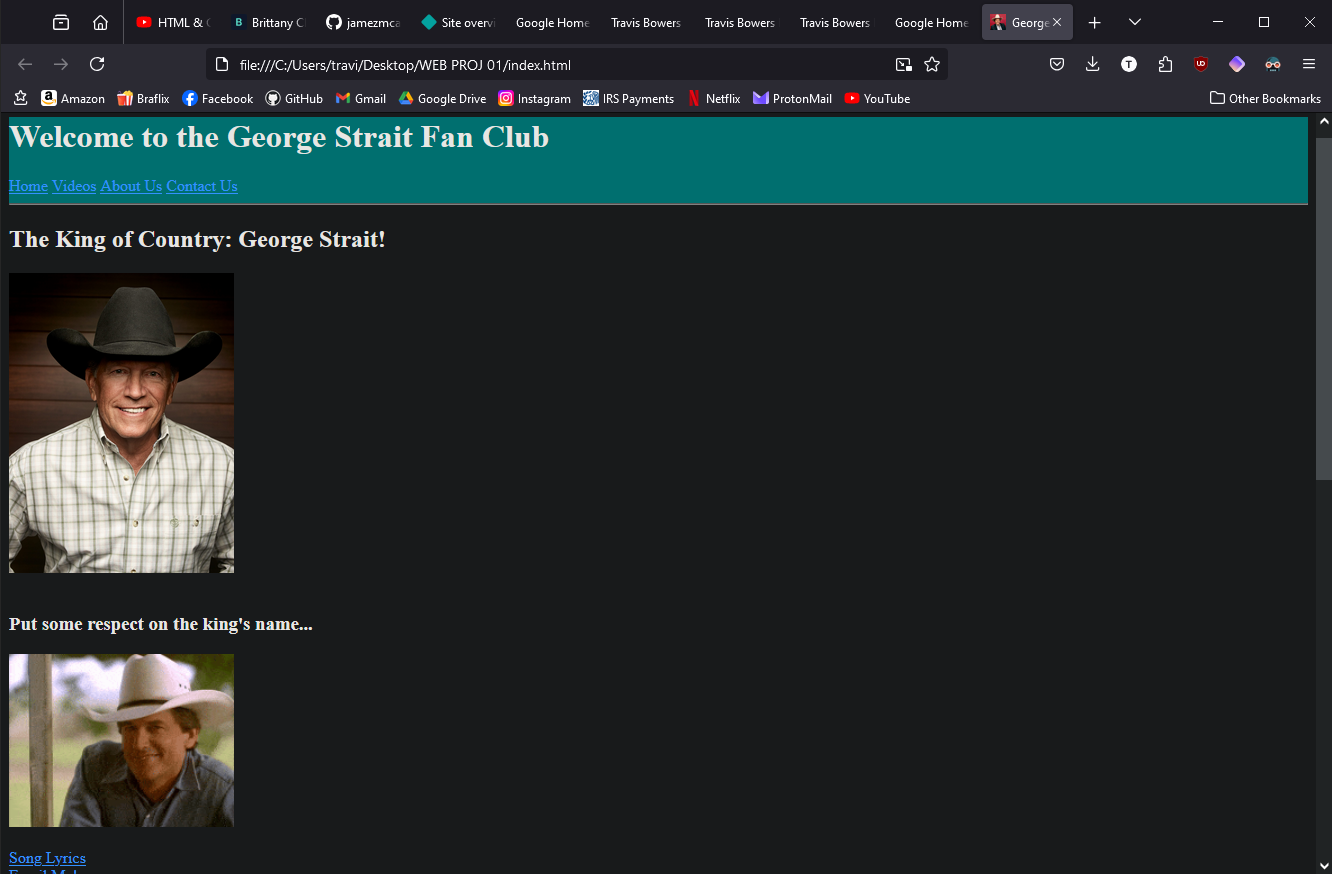 HTML & C Brittany C jamezmca Site overvi Google Home Travis Bowers Travis Bowers Travis Bowers Google Home George
file:///C:/Users/travi/Desktop/WEB PROJ 01/index.html
Amazon Braflix Facebook GitHub Gmail Google Drive Instagram IRS Payments Netflix ProtonMail YouTube Other Bookmarks
Welcome to the George Strait Fan Club
Home Videos About Us Contact Us
The King of Country: George Strait!
Put some respect on the king's name...
Song Lyrics
Email Me!